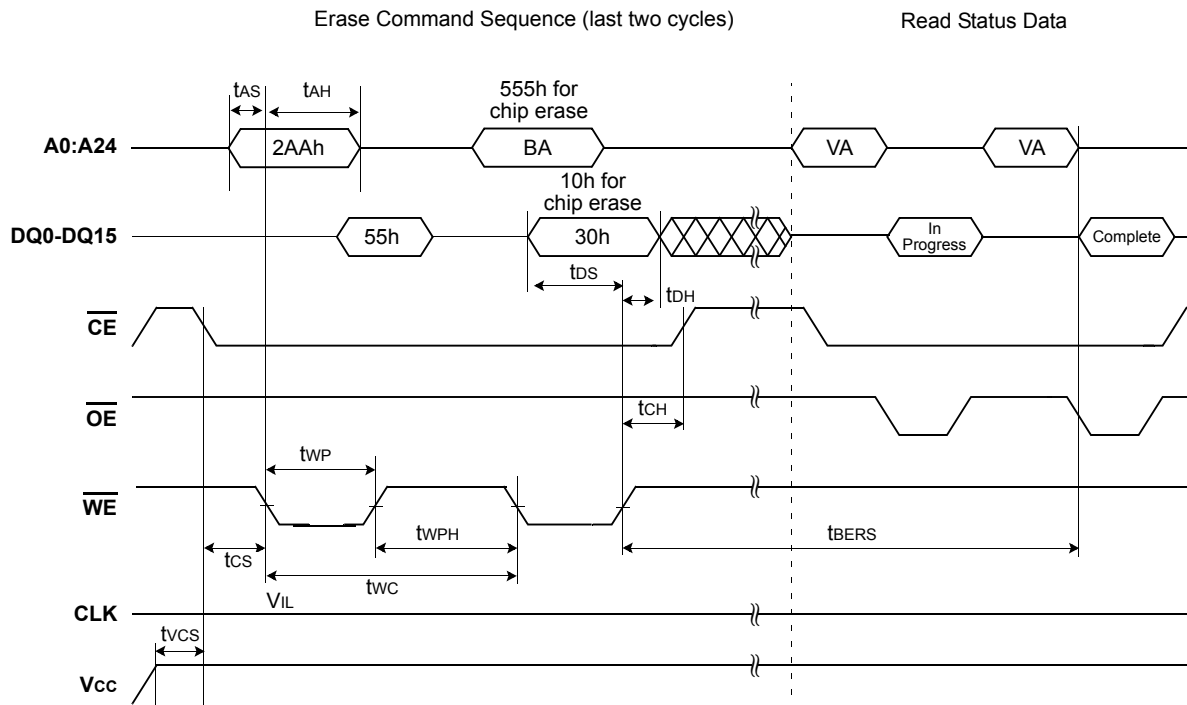 Erase Command Sequence (last two cycles)
Read Status Data
tAS
tAH
555h for
chip erase
A0:A24
2AAh
BA
VA
VA
10h for
chip erase
DQ0-DQ15
55h
30h
In
Progress
Complete
tDS
tDH
CE
OE
tCH
tWP
WE
tWPH
tBERS
tCS
tWC
VIL
CLK
tVCS
VCC